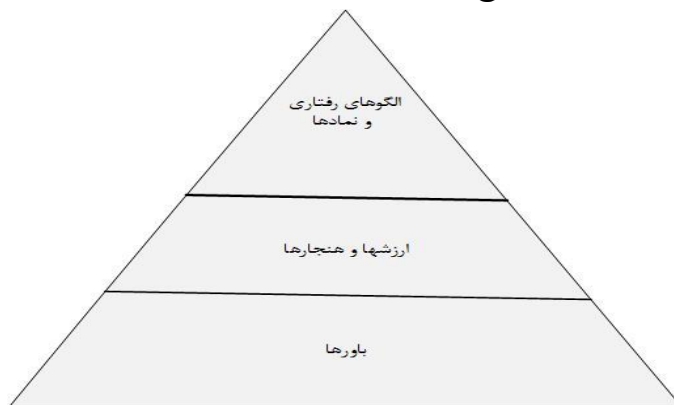 الگوهای رفتاری
و نمادها
ارزشها و هنجارها
باورها